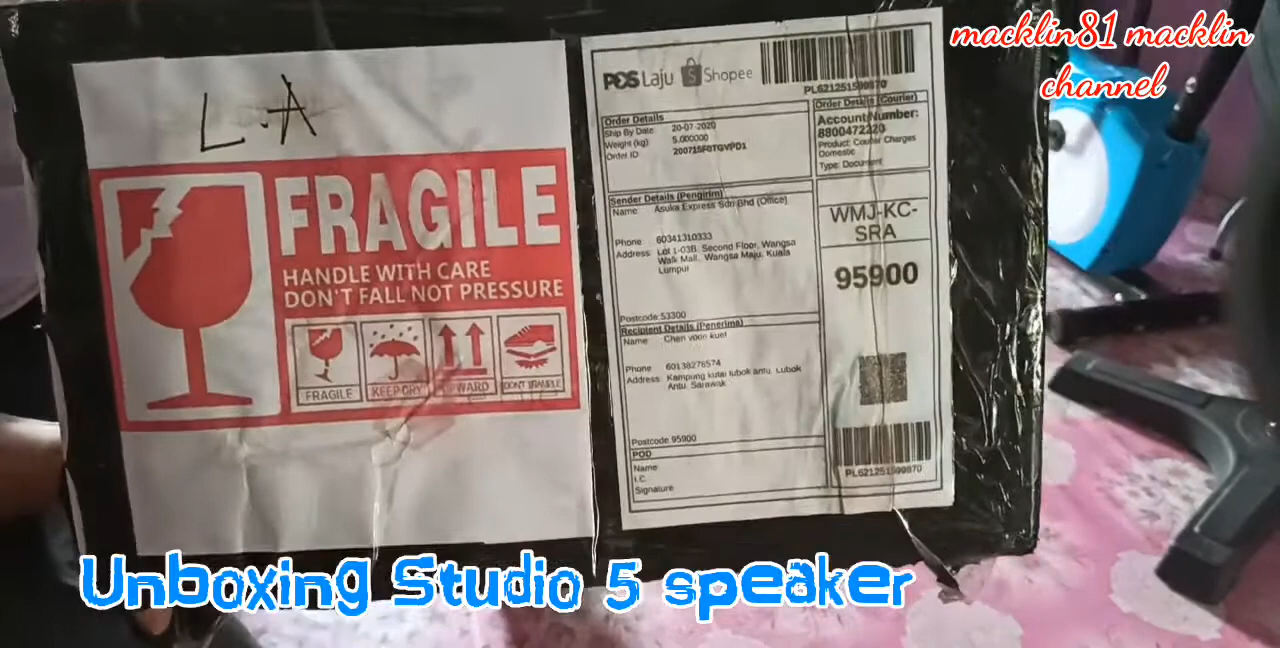 macklin81 macklin
channel
L.A
FRAGILE
HANDLE WITH CARE
DON'T FALL NOT PRESSURE
FRAGILE
KEEP DRY
UPWARD
DON'T TRAMPLE
POS Laju Shopee
PL621251599870
Order Details
Ship By Date 20-07-2020
Weight (kg) 5.000000
Order ID: 200715F0TGVPD1
Order Details (Courier)
Account Number:
8800472220
Product: Courier Charges
Domestic
Type: Document
Sender Details (Pengirim)
Name: Asuka Express Sdn Bhd (Office)
Phone 60341310333
Address: Lot 1-03B, Second Floor, Wangsa
Walk Mall, Wangsa Maju, Kuala
Lumpur
Postcode 53300
WMJ-KC-
SRA
95900
Recipient Details (Penerima)
Name Chen voon kuet
Phone 60138276574
Address Kampung kutai lubok antu, Lubok
Antu, Sarawak
Postcode 95900
POD
Name
I.C.
Signature
PL621251599870
Unboxing Studio 5 speaker